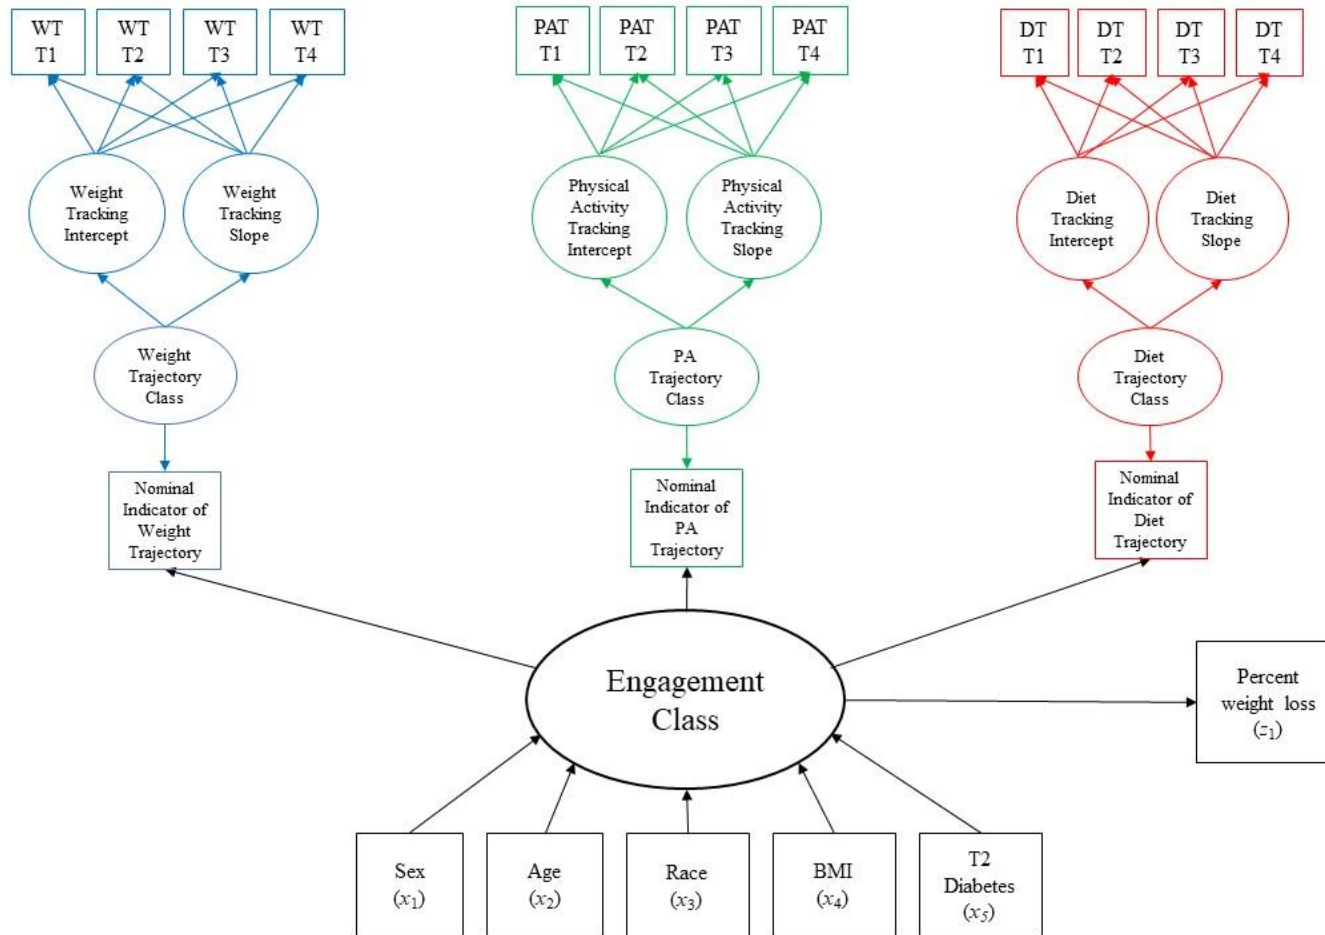 WT
T1
WT
T2
WT
T3
WT
T4
PAT
T1
PAT
T2
PAT
T3
PAT
T4
DT
T1
DT
T2
DT
T3
DT
T4
Weight
Tracking
Intercept
Weight
Tracking
Slope
Physical
Activity
Tracking
Intercept
Physical
Activity
Tracking
Slope
Diet
Tracking
Intercept
Diet
Tracking
Slope
Weight
Trajectory
Class
PA
Trajectory
Class
Diet
Trajectory
Class
Nominal
Indicator of
Weight
Trajectory
Nominal
Indicator of
PA
Trajectory
Nominal
Indicator of
Diet
Trajectory
Engagement
Class
Percent
weight loss
(z₁)
Sex
(x₁)
Age
(x₂)
Race
(x₃)
BMI
(x₄)
T2
Diabetes
(x₅)